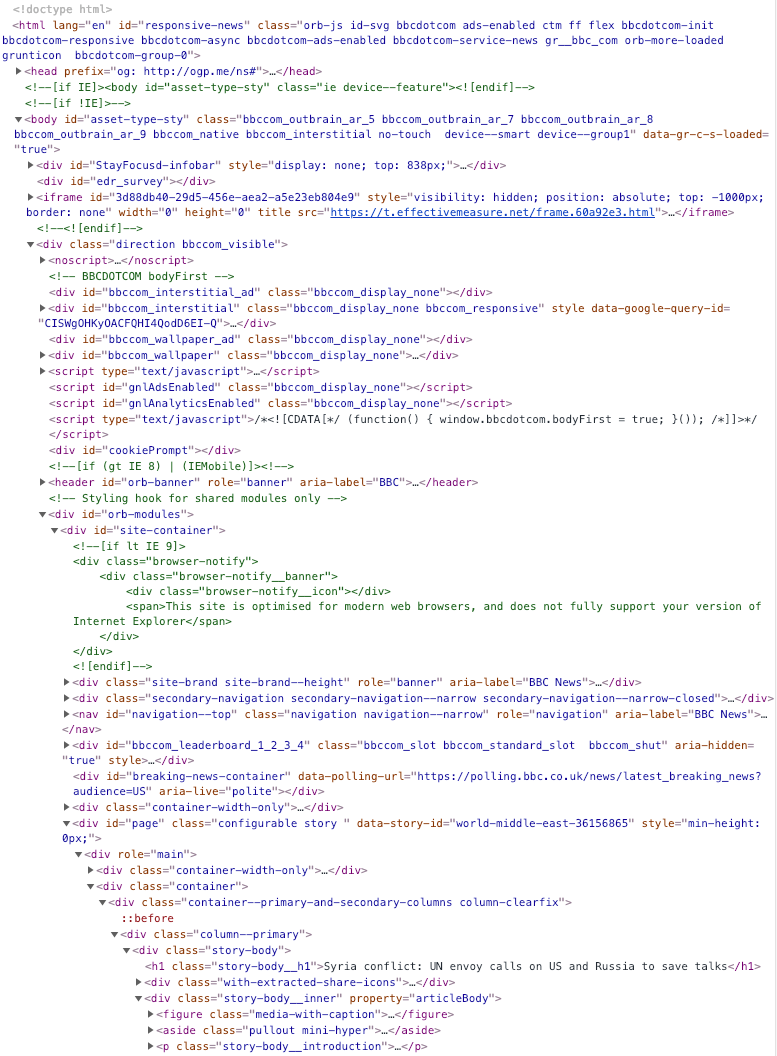 <!doctype html>
<html lang="en" id="responsive-news" class="orb-js id-svg bbcdotcom ads-enabled ctm ff flex bbcdotcom-init
bbcdotcom-responsive bbcdotcom-async bbcdotcom-ads-enabled bbcdotcom-service-news gr__bbc_com orb-more-loaded
grunticon  bbcdotcom-group-0">
<head prefix="og: http://ogp.me/ns#">…</head>
<!--[if IE]><body id="asset-type-sty" class="ie device--feature"><![endif]-->
<!--[if !IE]>-->
<body id="asset-type-sty" class="bbccom_outbrain_ar_5 bbccom_outbrain_ar_7 bbccom_outbrain_ar_8
bbccom_outbrain_ar_9 bbccom_native bbccom_interstitial no-touch  device--smart device--group1" data-gr-c-s-loaded=
"true">
<div id="StayFocusd-infobar" style="display: none; top: 838px;">…</div>
<div id="edr_survey"></div>
<iframe id="3d88db40-29d5-456e-aea2-a5e23eb804e9" style="visibility: hidden; position: absolute; top: -1000px;
border: none" width="0" height="0" title src="https://t.effectivemeasure.net/frame.60a92e3.html">…</iframe>
<!--<![endif]-->
<div class="direction bbccom_visible">
<noscript>…</noscript>
<!-- BBCDOTCOM bodyFirst -->
<div id="bbccom_interstitial_ad" class="bbccom_display_none"></div>
<div id="bbccom_interstitial" class="bbccom_display_none bbccom_responsive" style data-google-query-id=
"CISWgOHKyOACFQHI4QodD6EI-Q">…</div>
<div id="bbccom_wallpaper_ad" class="bbccom_display_none"></div>
<div id="bbccom_wallpaper" class="bbccom_display_none">…</div>
<script type="text/javascript">…</script>
<script id="gnlAdsEnabled" class="bbccom_display_none"></script>
<script id="gnlAnalyticsEnabled" class="bbccom_display_none"></script>
<script type="text/javascript">/*<![CDATA[*/ (function() { window.bbcdotcom.bodyFirst = true; }()); /*]]>*/
</script>
<div id="cookiePrompt"></div>
<!--[if (gt IE 8) | (IEMobile)]><!-->
<header id="orb-banner" role="banner" aria-label="BBC">…</header>
<!-- Styling hook for shared modules only -->
<div id="orb-modules">
<div id="site-container">
<!--[if lt IE 9]>
<div class="browser-notify">
<div class="browser-notify__banner">
<div class="browser-notify__icon"></div>
<span>This site is optimised for modern web browsers, and does not fully support your version of
Internet Explorer</span>
</div>
</div>
<![endif]-->
<div class="site-brand site-brand--height" role="banner" aria-label="BBC News">…</div>
<div class="secondary-navigation secondary-navigation--narrow secondary-navigation--narrow-closed">…</div>
<nav id="navigation--top" class="navigation navigation--narrow" role="navigation" aria-label="BBC News">…
</nav>
<div id="bbccom_leaderboard_1_2_3_4" class="bbccom_slot bbccom_standard_slot  bbccom_shut" aria-hidden=
"true" style>…</div>
<div id="breaking-news-container" data-polling-url="https://polling.bbc.co.uk/news/latest_breaking_news?
audience=US" aria-live="polite"></div>
<div class="container-width-only">…</div>
<div id="page" class="configurable story " data-story-id="world-middle-east-36156865" style="min-height:
0px;">
<div role="main">
<div class="container-width-only">…</div>
<div class="container">
<div class="container--primary-and-secondary-columns column-clearfix">
::before
<div class="column--primary">
<div class="story-body">
<h1 class="story-body__h1">Syria conflict: UN envoy calls on US and Russia to save talks</h1>
<div class="with-extracted-share-icons">…</div>
<div class="story-body__inner" property="articleBody">
<figure class="media-with-caption">…</figure>
<aside class="pullout mini-hyper">…</aside>
<p class="story-body__introduction">…</p>